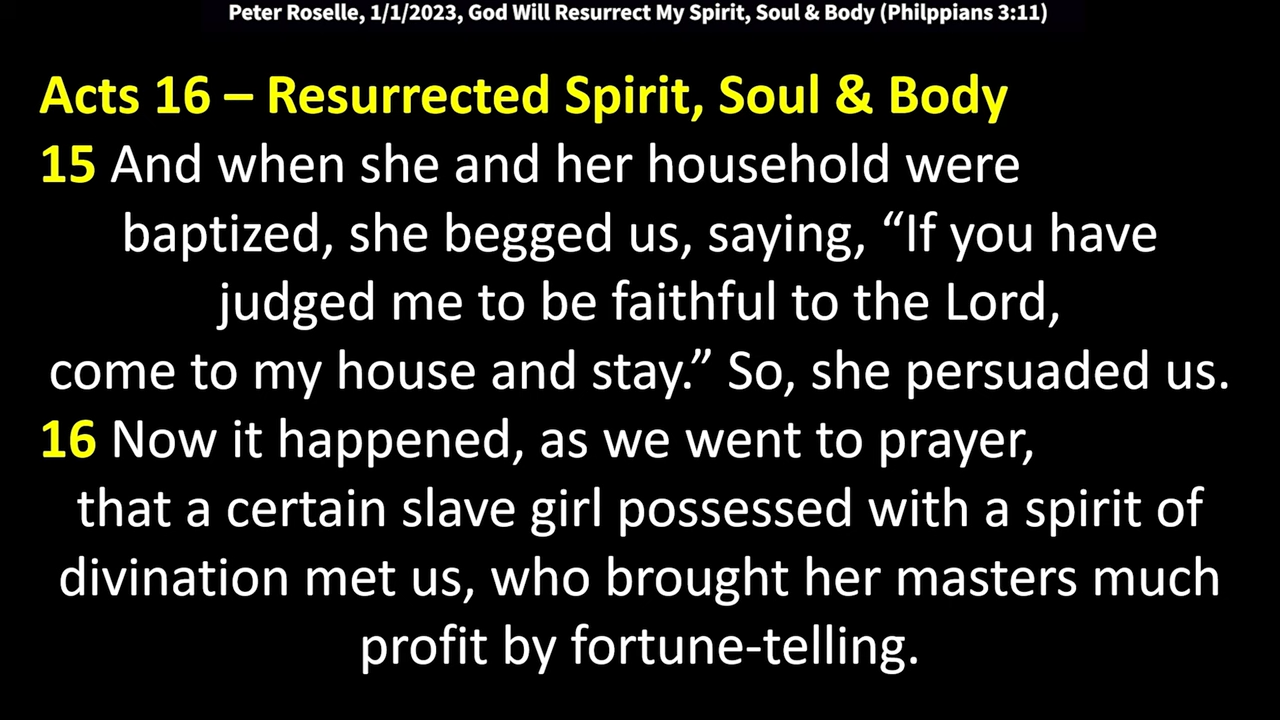 Peter Roselle, 1/1/2023, God Will Resurrect My Spirit, Soul & Body (Philppians 3:11)
Acts 16 – Resurrected Spirit, Soul & Body
15 And when she and her household were
baptized, she begged us, saying, “If you have
judged me to be faithful to the Lord,
come to my house and stay.” So, she persuaded us.
16 Now it happened, as we went to prayer,
that a certain slave girl possessed with a spirit of
divination met us, who brought her masters much
profit by fortune-telling.